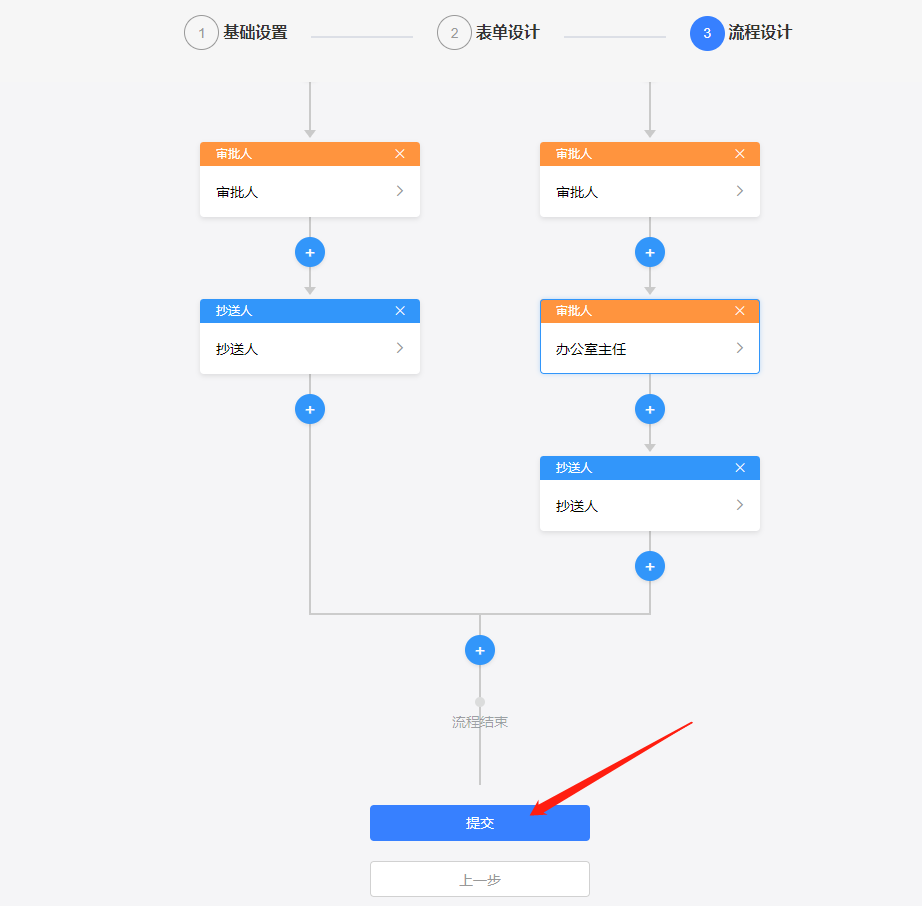 1 基础设置
2 表单设计
3 流程设计
审批人
审批人
审批人
审批人
抄送人
抄送人
审批人
办公室主任
抄送人
抄送人
流程结束
提交
上一步